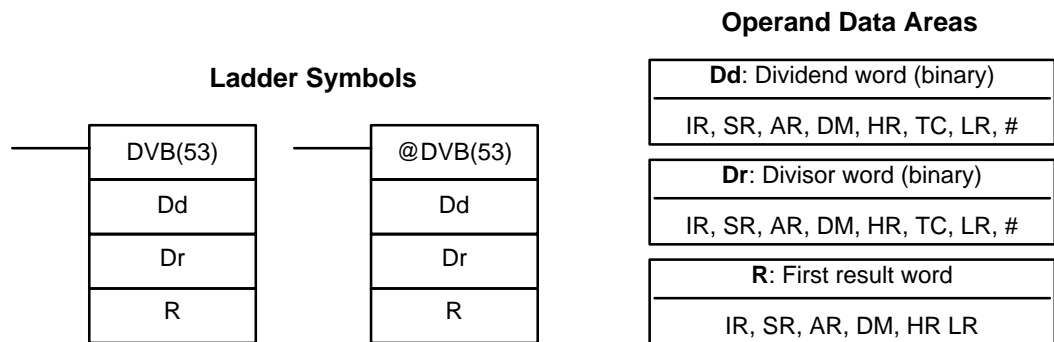 Ladder Symbols
DVB(53)
Dd
Dr
R
@DVB(53)
Dd
Dr
R
Operand Data Areas
Dd: Dividend word (binary)
IR, SR, AR, DM, HR, TC, LR, #
Dr: Divisor word (binary)
IR, SR, AR, DM, HR, TC, LR, #
R: First result word
IR, SR, AR, DM, HR LR